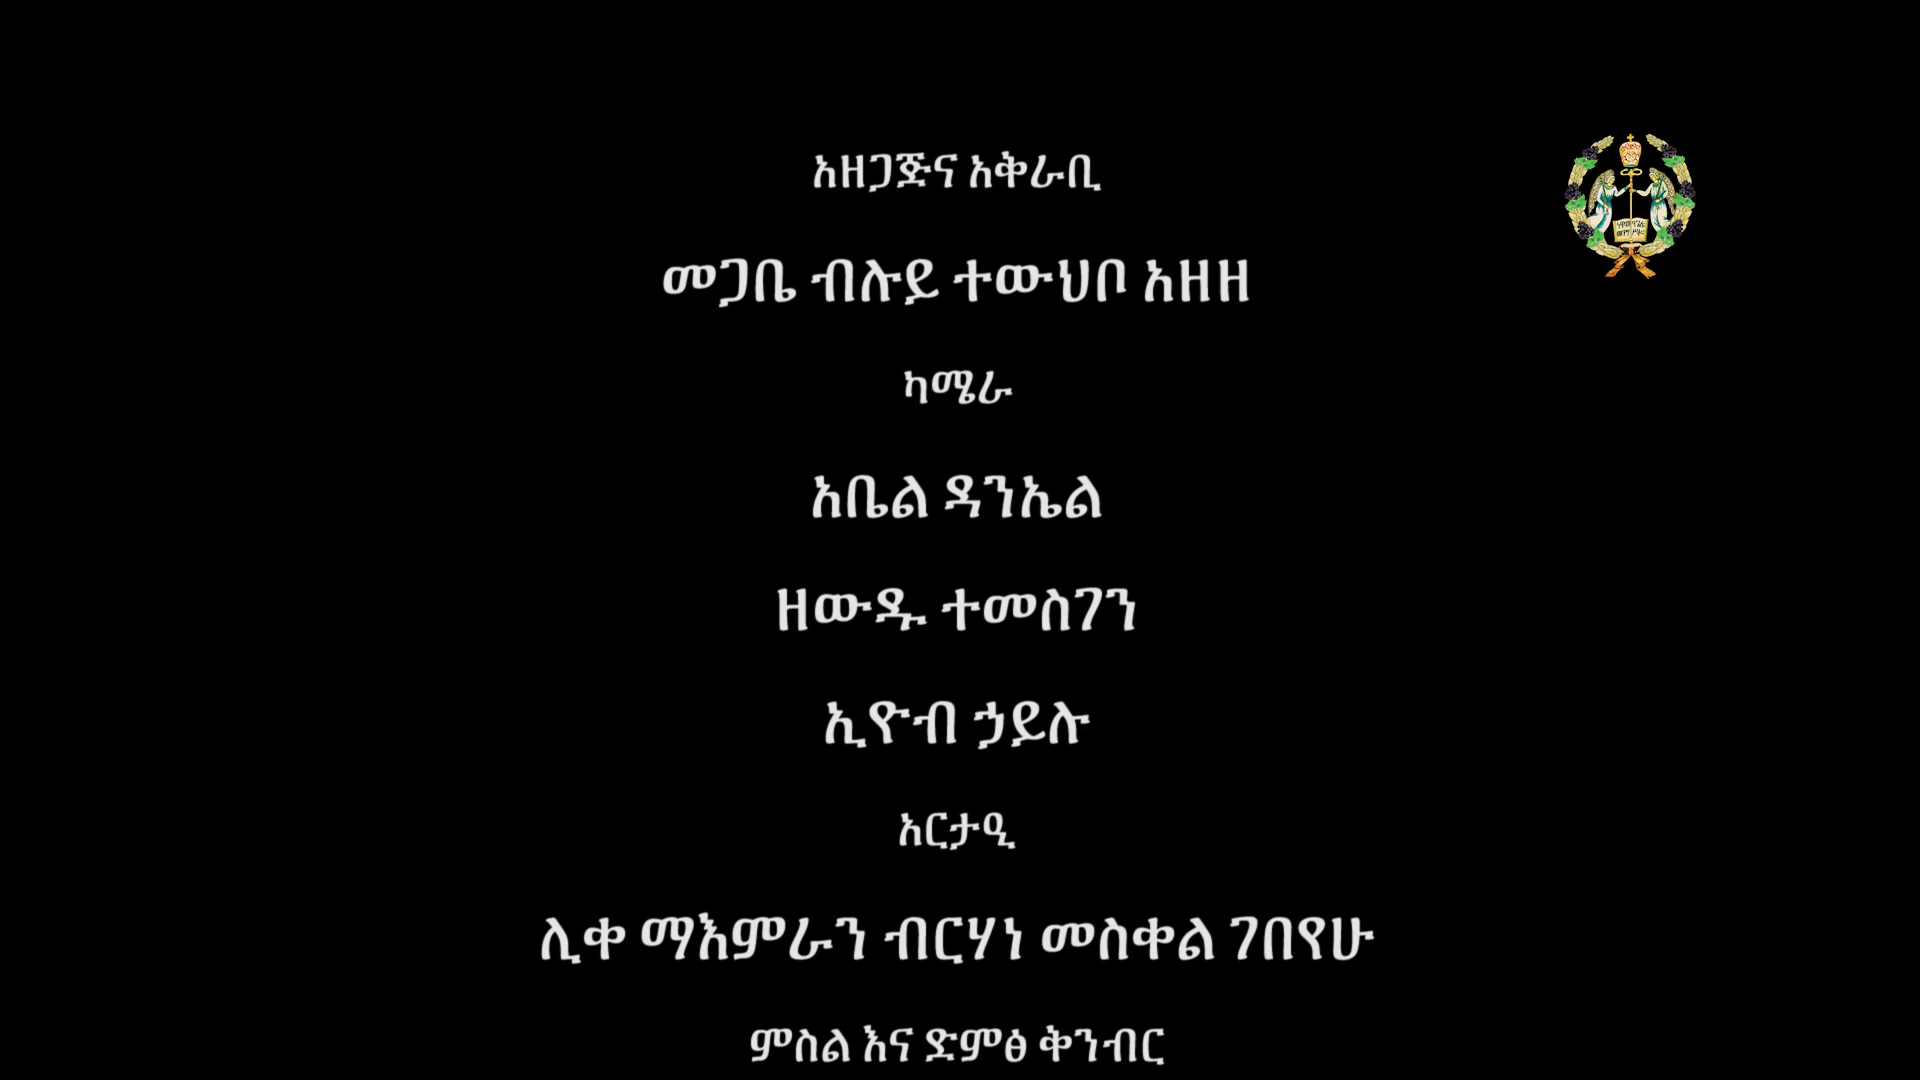 አዘጋጅና አቅራቢ
መጋቤ ብሉይ ተውህቦ አዘዘ
ካሜራ
አቤል ዳንኤል
ዘውዱ ተመስገን
ኢዮብ ኃይሉ
አርታዒ
ሊቀ ማእምራን ብርሃነ መስቀል ገበየሁ
ምስል እና ድምፅ ቅንብር